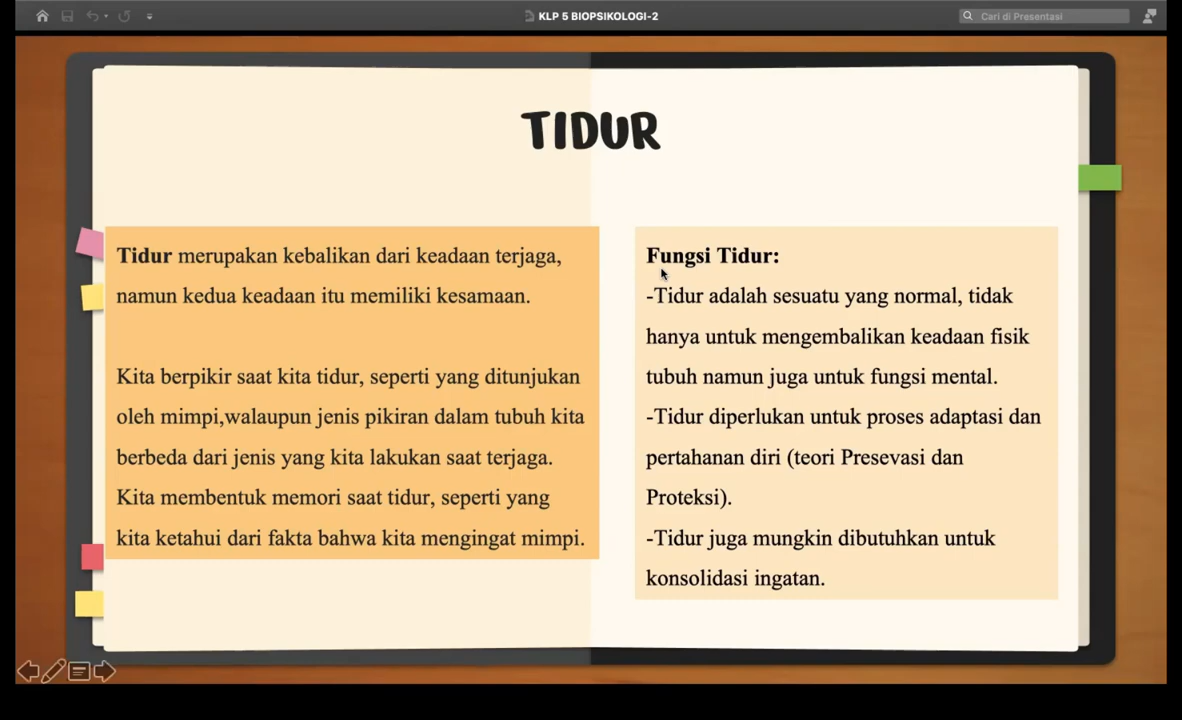 KLP 5 BIOPSIKOLOGI-2
Cari di Presentasi
TIDUR
Tidur merupakan kebalikan dari keadaan terjaga,
namun kedua keadaan itu memiliki kesamaan.
Kita berpikir saat kita tidur, seperti yang ditunjukan
oleh mimpi,walaupun jenis pikiran dalam tubuh kita
berbeda dari jenis yang kita lakukan saat terjaga.
Kita membentuk memori saat tidur, seperti yang
kita ketahui dari fakta bahwa kita mengingat mimpi.
Fungsi Tidur:
-Tidur adalah sesuatu yang normal, tidak
hanya untuk mengembalikan keadaan fisik
tubuh namun juga untuk fungsi mental.
-Tidur diperlukan untuk proses adaptasi dan
pertahanan diri (teori Presevasi dan
Proteksi).
-Tidur juga mungkin dibutuhkan untuk
konsolidasi ingatan.